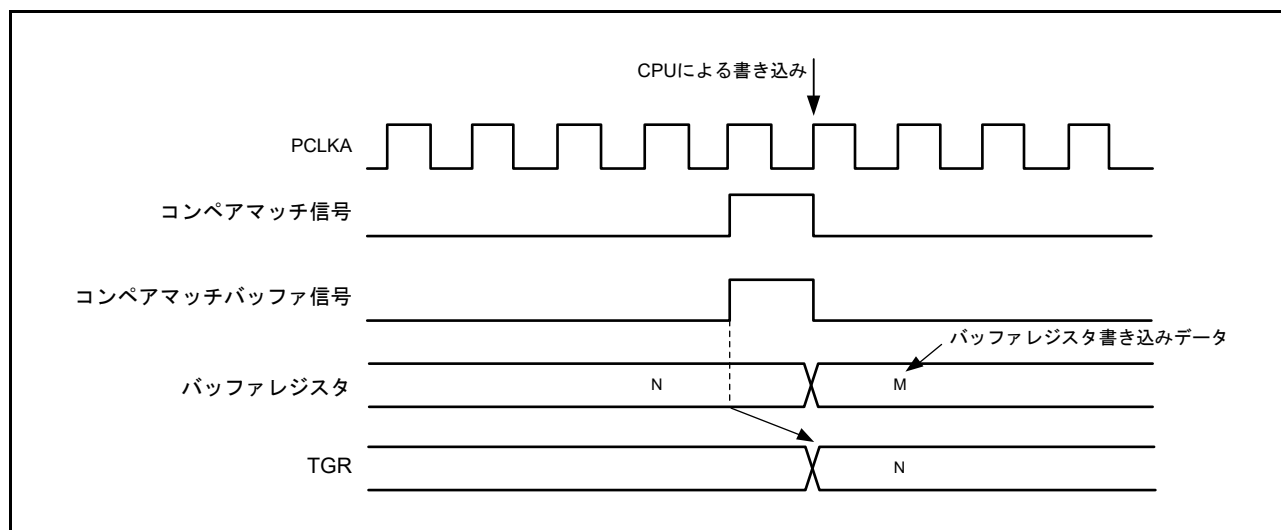 CPUによる書き込み
PCLKA
コンペアマッチ信号
コンペアマッチバッファ信号
バッファレジスタ書き込みデータ
バッファレジスタ
N
M
TGR
N